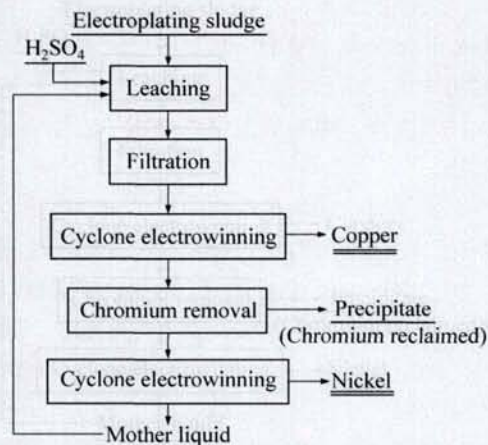 Electroplating sludge
H₂SO₄
Leaching
Filtration
Cyclone electrowinning
Copper
Chromium removal
Precipitate
(Chromium reclaimed)
Cyclone electrowinning
Nickel
Mother liquid